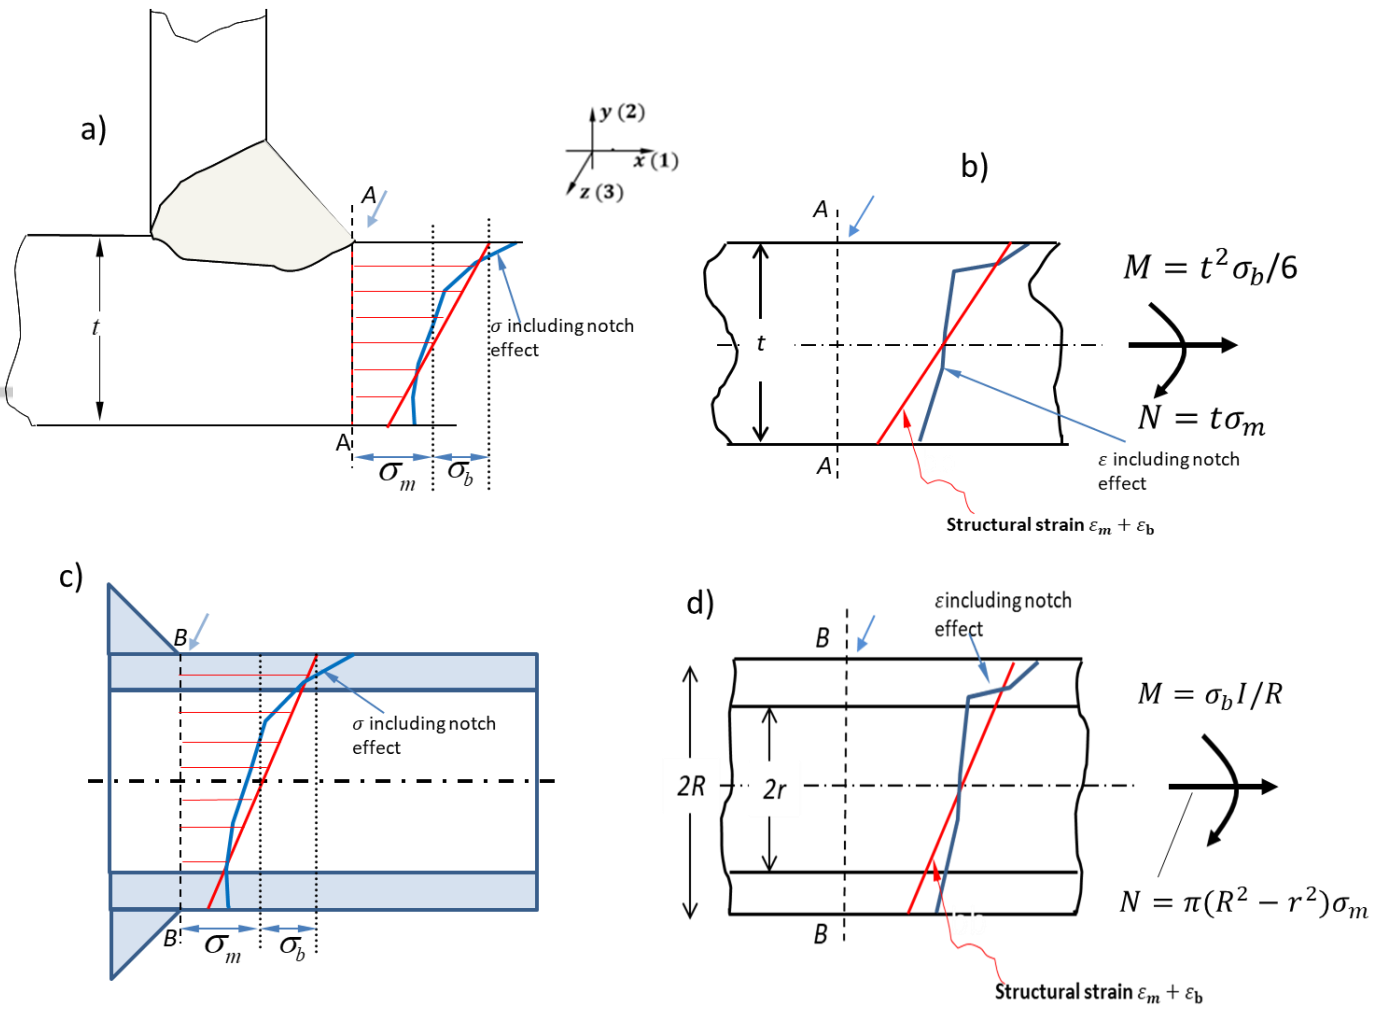 a)
A
t
σ including notch
effect
A
σm
σb
y (2)
x (1)
z (3)
b)
A
t
M = t²σb/6
N = tσm
A
ε including notch
effect
Structural strain εm + εb
c)
B
σ including notch
effect
B
σm
σb
d)
εincluding notch
effect
B
2R
2r
M = σbI/R
N = π(R² − r²)σm
B
Structural strain εm + εb